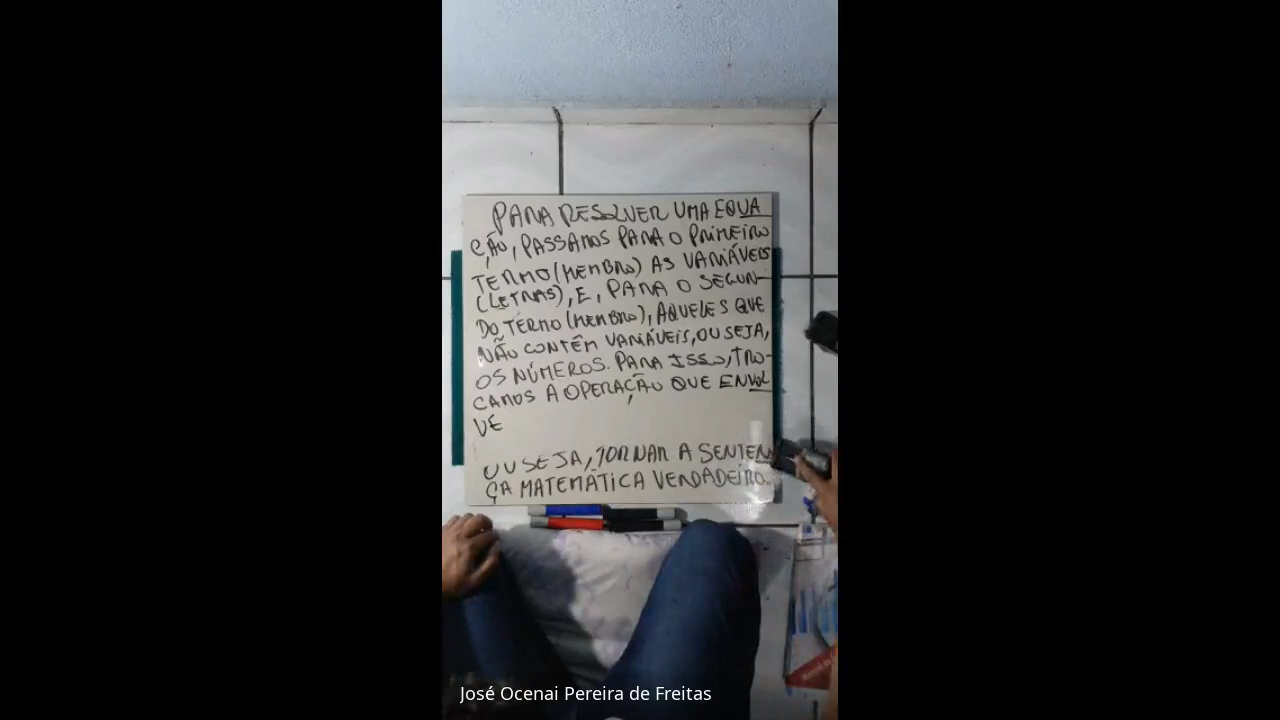 PARA RESOLVER UMA EQUA
ÇÃO, PASSAMOS PARA O PRIMEIRO
TERMO (MEMBRO) AS VARIÁVEIS
(LETRAS), E, PARA O SEGUN-
DO TERMO (MEMBRO), AQUELES QUE
NÃO CONTÊM VARIÁVEIS, OU SEJA,
OS NÚMEROS. PARA ISSO, TRO-
CAMOS A OPERAÇÃO QUE ENVOL
VE
OU SEJA, TORNAR A SENTEN
ÇA MATEMÁTICA VERDADEIRO.
José Ocenai Pereira de Freitas